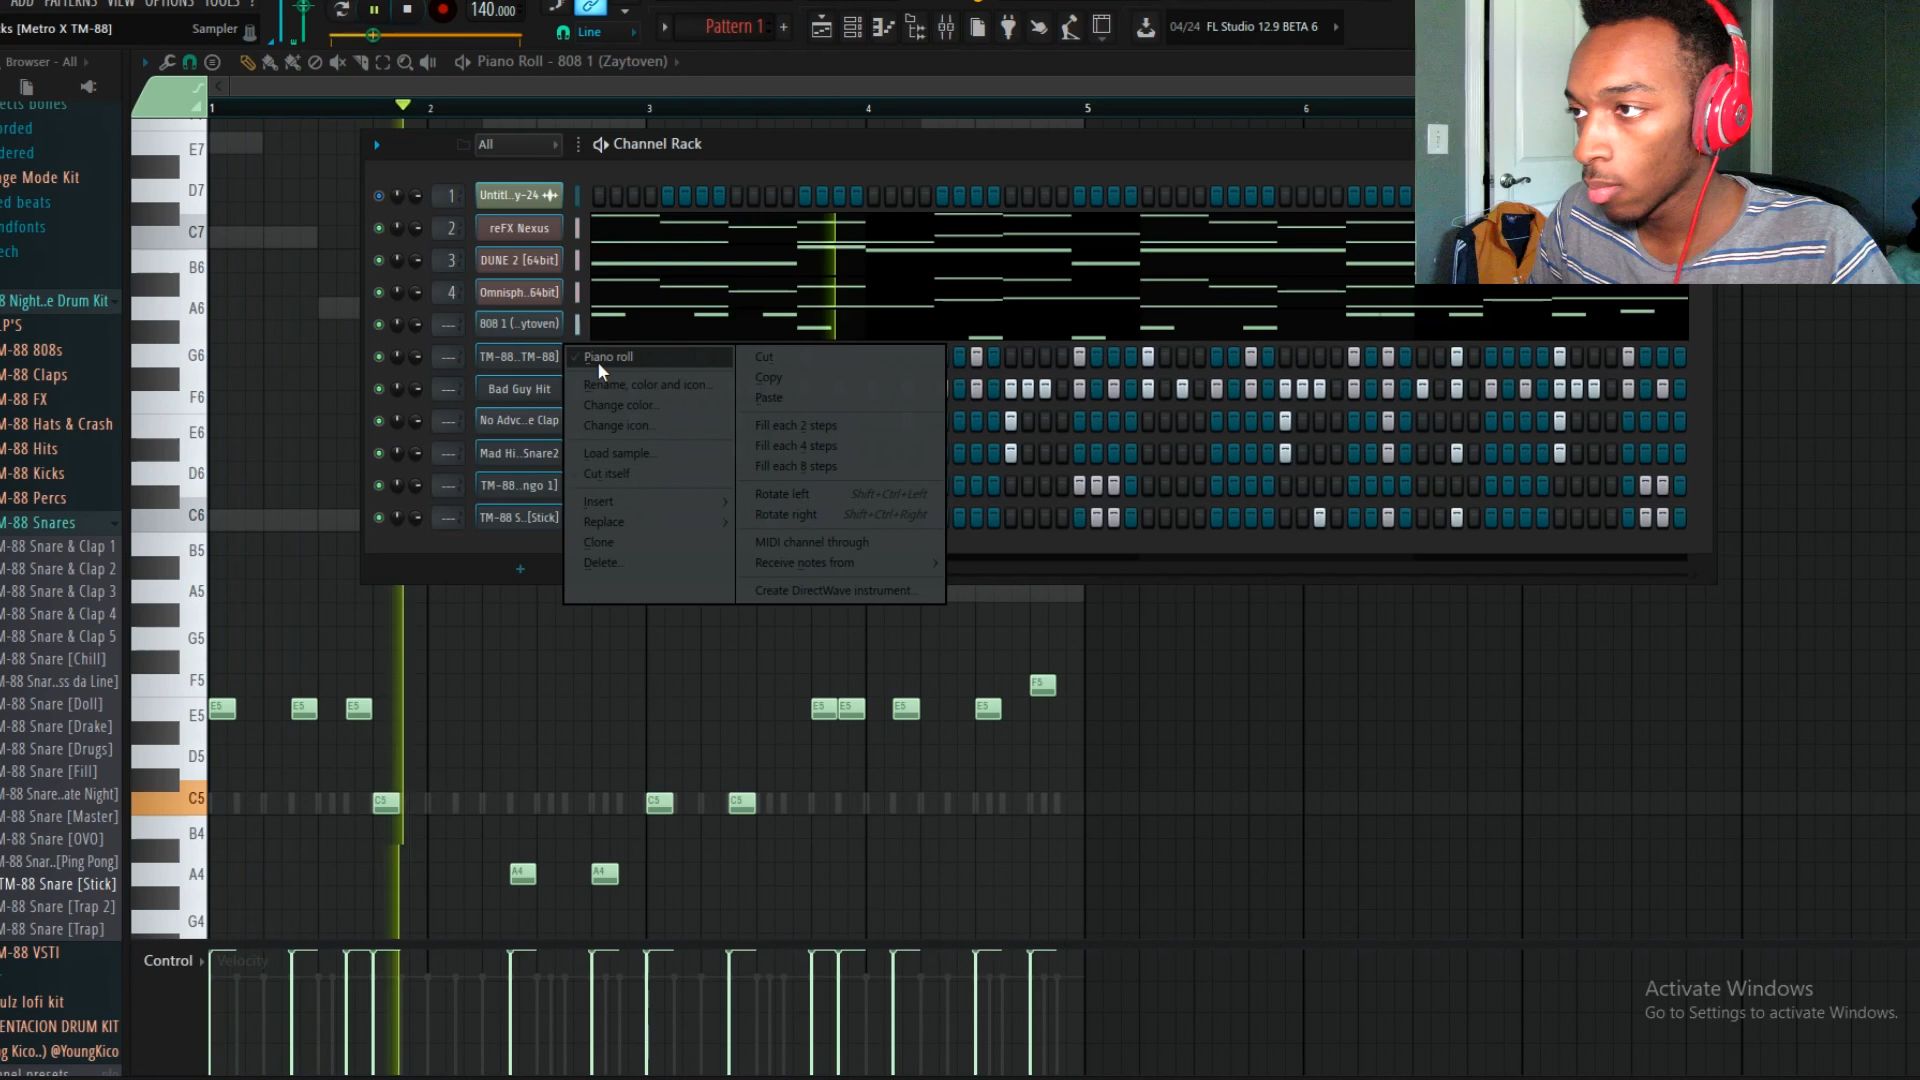 ADD PATTERNS VIEW OPTIONS TOOLS ?
ks [Metro X TM-88]
Sampler
140.000
Line
Pattern 1
04/24 FL Studio 12.9 BETA 6
Browser - All
Piano Roll - 808 1 (Zaytoven)
1 2 3 4 5 6
orded
dered
age Mode Kit
ed beats
ndfonts
ech
8 Night..e Drum Kit
LP'S
M-88 808s
M-88 Claps
M-88 FX
M-88 Hats & Crash
M-88 Hits
M-88 Kicks
M-88 Percs
M-88 Snares
M-88 Snare & Clap 1
M-88 Snare & Clap 2
M-88 Snare & Clap 3
M-88 Snare & Clap 4
M-88 Snare & Clap 5
M-88 Snare [Chill]
M-88 Snar..ss da Line]
M-88 Snare [Doll]
M-88 Snare [Drake]
M-88 Snare [Drugs]
M-88 Snare [Fill]
M-88 Snare..ate Night]
M-88 Snare [Master]
M-88 Snare [OVO]
M-88 Snar..[Ping Pong]
TM-88 Snare [Stick]
M-88 Snare [Trap 2]
M-88 Snare [Trap]
M-88 VSTI
ulz lofi kit
ENTACION DRUM KIT
g Kico..) @YoungKico
E7
D7
C7
B6
A6
G6
F6
E6
D6
C6
B5
A5
G5
F5
E5
D5
C5
B4
A4
G4
All
Channel Rack
1 Untitl..y-24
2 reFX Nexus
3 DUNE 2 [64bit]
4 Omnisph..64bit]
--- 808 1 (..ytoven)
--- TM-88..TM-88]
--- Bad Guy Hit
--- No Advc..e Clap
--- Mad Hi..Snare2
--- TM-88..ngo 1]
--- TM-88 S..[Stick]
+
Piano roll
Rename, color and icon...
Change color...
Change icon...
Load sample...
Cut itself
Insert
Replace
Clone
Delete...
Cut
Copy
Paste
Fill each 2 steps
Fill each 4 steps
Fill each 8 steps
Rotate left Shift+Ctrl+Left
Rotate right Shift+Ctrl+Right
MIDI channel through
Receive notes from
Create DirectWave instrument...
F5
E5 E5 E5 E5 E5 E5 E5
C5 C5 C5
A4 A4
Control
Velocity
Activate Windows
Go to Settings to activate Windows.